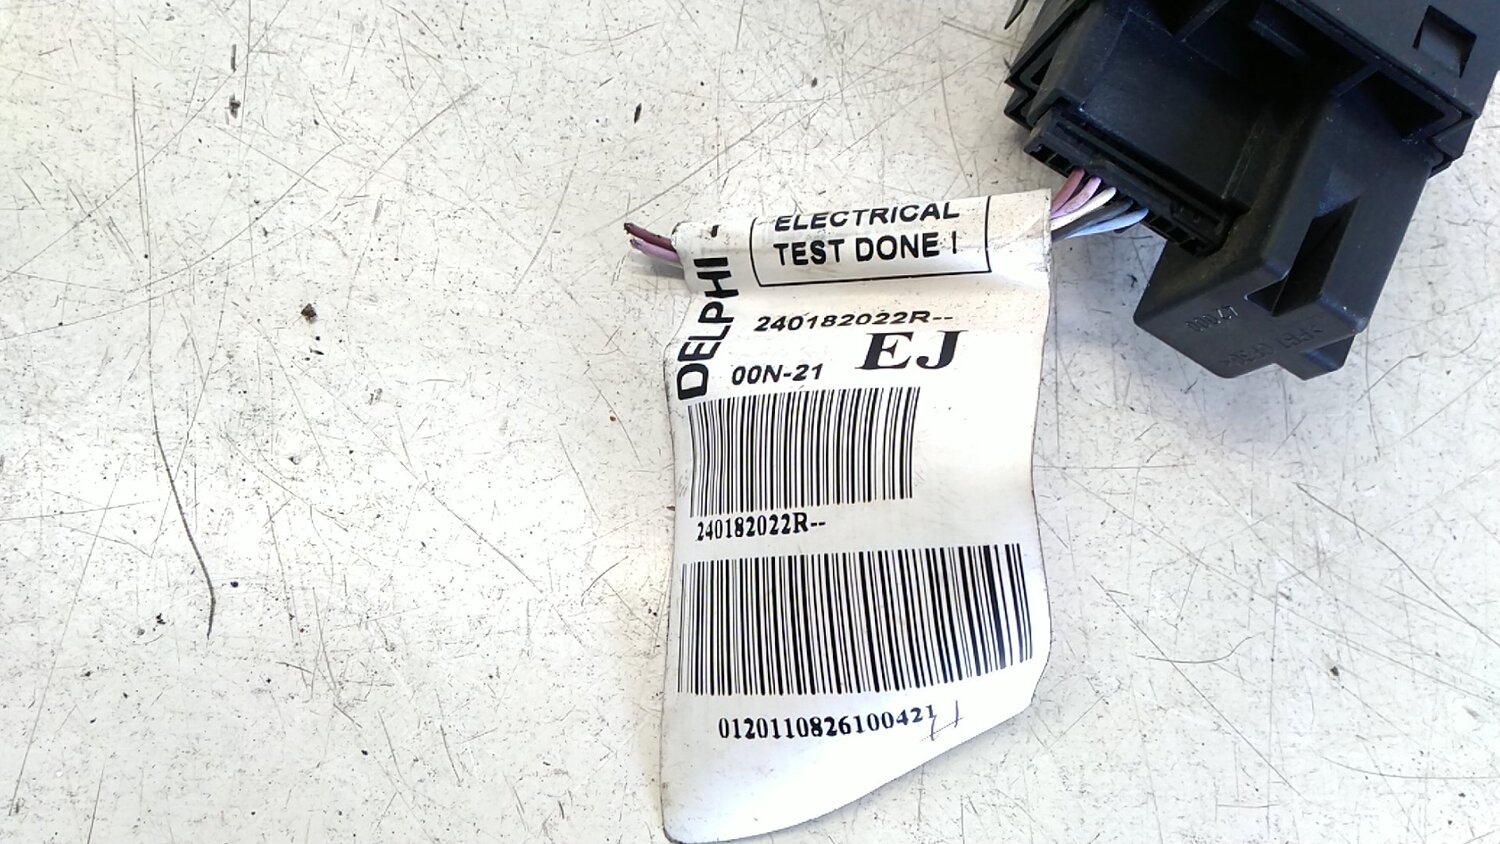 ELECTRICAL
TEST DONE !
DELPHI -
240182022R--
00N-21 EJ
240182022R--
0120110826100421